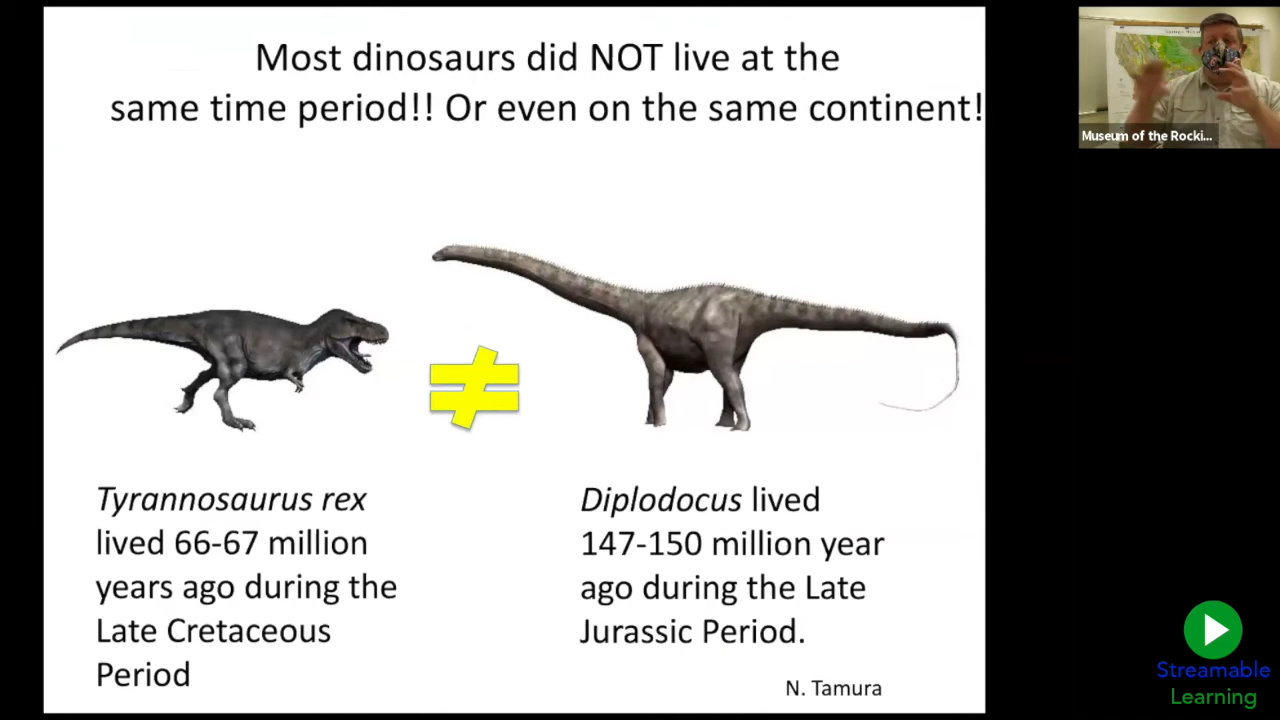 Most dinosaurs did NOT live at the
same time period!! Or even on the same continent!
Tyrannosaurus rex
lived 66-67 million
years ago during the
Late Cretaceous
Period
Diplodocus lived
147-150 million year
ago during the Late
Jurassic Period.
N. Tamura
Museum of the Rocki...
Streamable
Learning